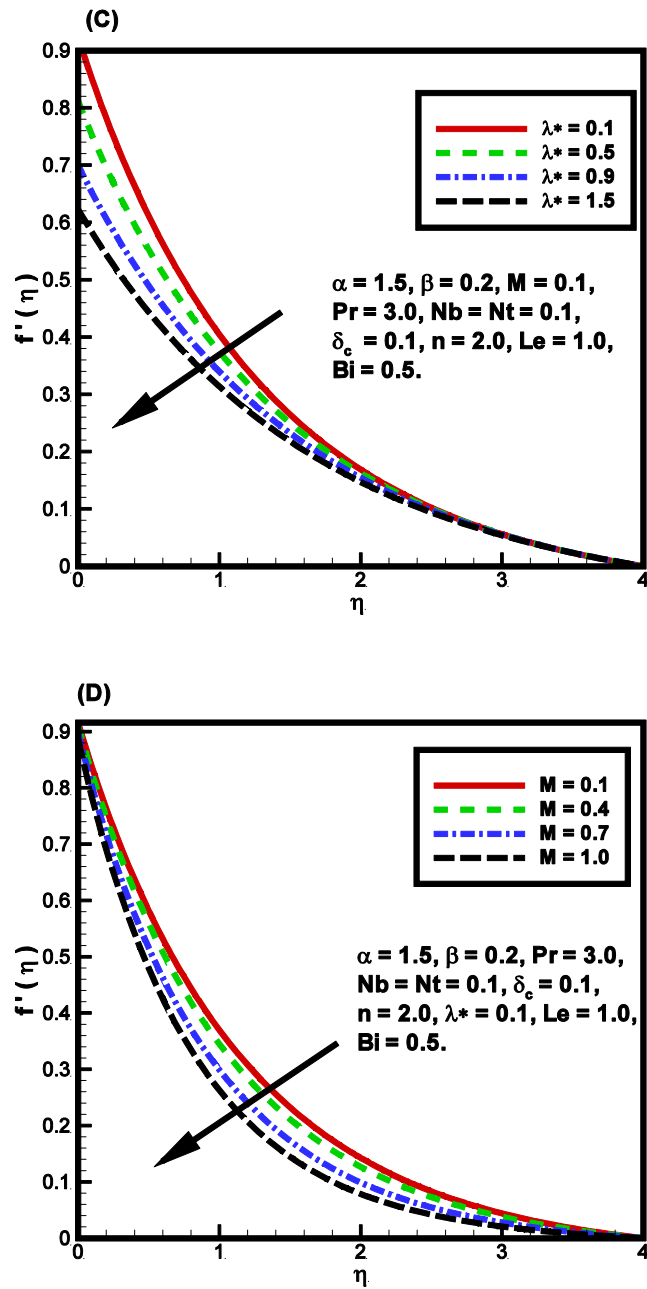 (C)
0.9
0.8
0.7
0.6
0.5
0.4
0.3
0.2
0.1
0
f ' ( η )
λ* = 0.1
λ* = 0.5
λ* = 0.9
λ* = 1.5
α = 1.5, β = 0.2, M = 0.1,
Pr = 3.0, Nb = Nt = 0.1,
δc = 0.1, n = 2.0, Le = 1.0,
Bi = 0.5.
0 1 2 3 4
η
(D)
0.9
0.8
0.7
0.6
0.5
0.4
0.3
0.2
0.1
0
f ' ( η )
M = 0.1
M = 0.4
M = 0.7
M = 1.0
α = 1.5, β = 0.2, Pr = 3.0,
Nb = Nt = 0.1, δc = 0.1,
n = 2.0, λ* = 0.1, Le = 1.0,
Bi = 0.5.
0 1 2 3 4
η